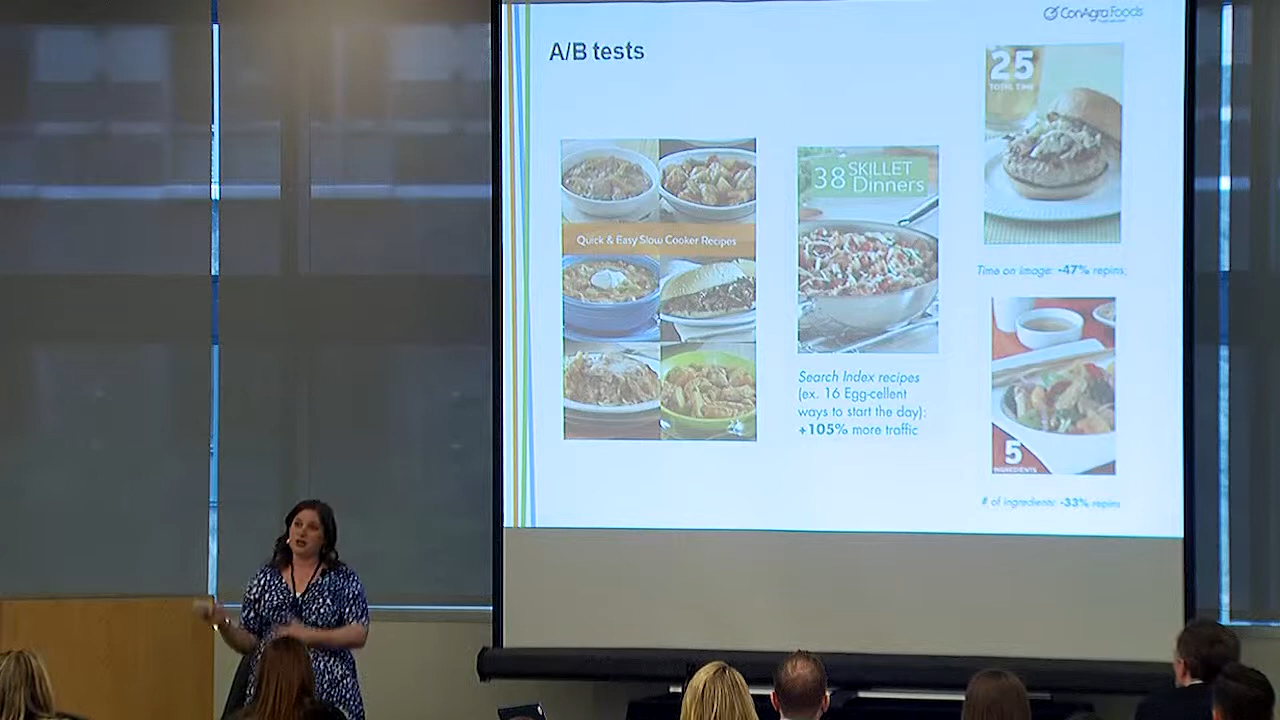 ConAgra Foods
A/B tests
Quick & Easy Slow Cooker Recipes
38 SKILLET
Dinners
Search Index recipes
(ex. 16 Egg-cellent
ways to start the day):
+105% more traffic
25
TOTAL TIME
Time on image: -47% repins;
5
INGREDIENTS
# of ingredients: -33% repins